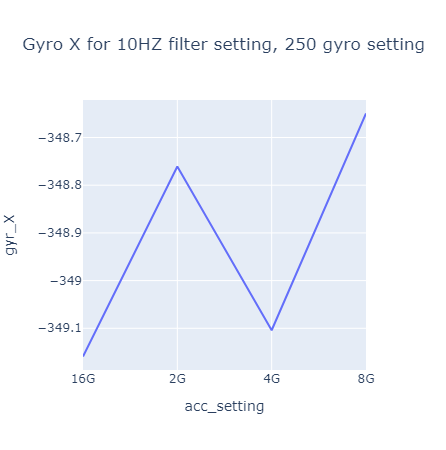 Gyro X for 10HZ filter setting, 250 gyro setting
−348.7
−348.8
−348.9
−349
−349.1
gyr_X
16G 2G 4G 8G
acc_setting